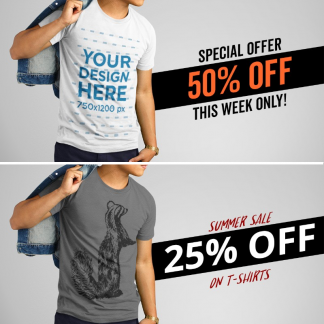 YOUR
DESIGN
HERE
750x1200 px
SPECIAL OFFER
50% OFF
THIS WEEK ONLY!
SUMMER SALE
25% OFF
ON T-SHIRTS